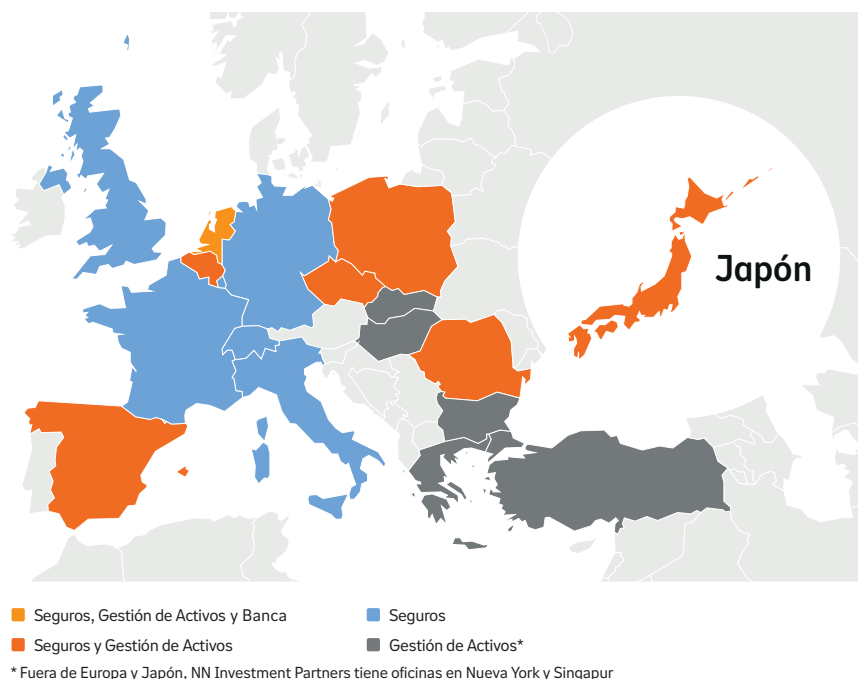 Japón
Seguros, Gestión de Activos y Banca
Seguros
Seguros y Gestión de Activos
Gestión de Activos*
* Fuera de Europa y Japón, NN Investment Partners tiene oficinas en Nueva York y Singapur